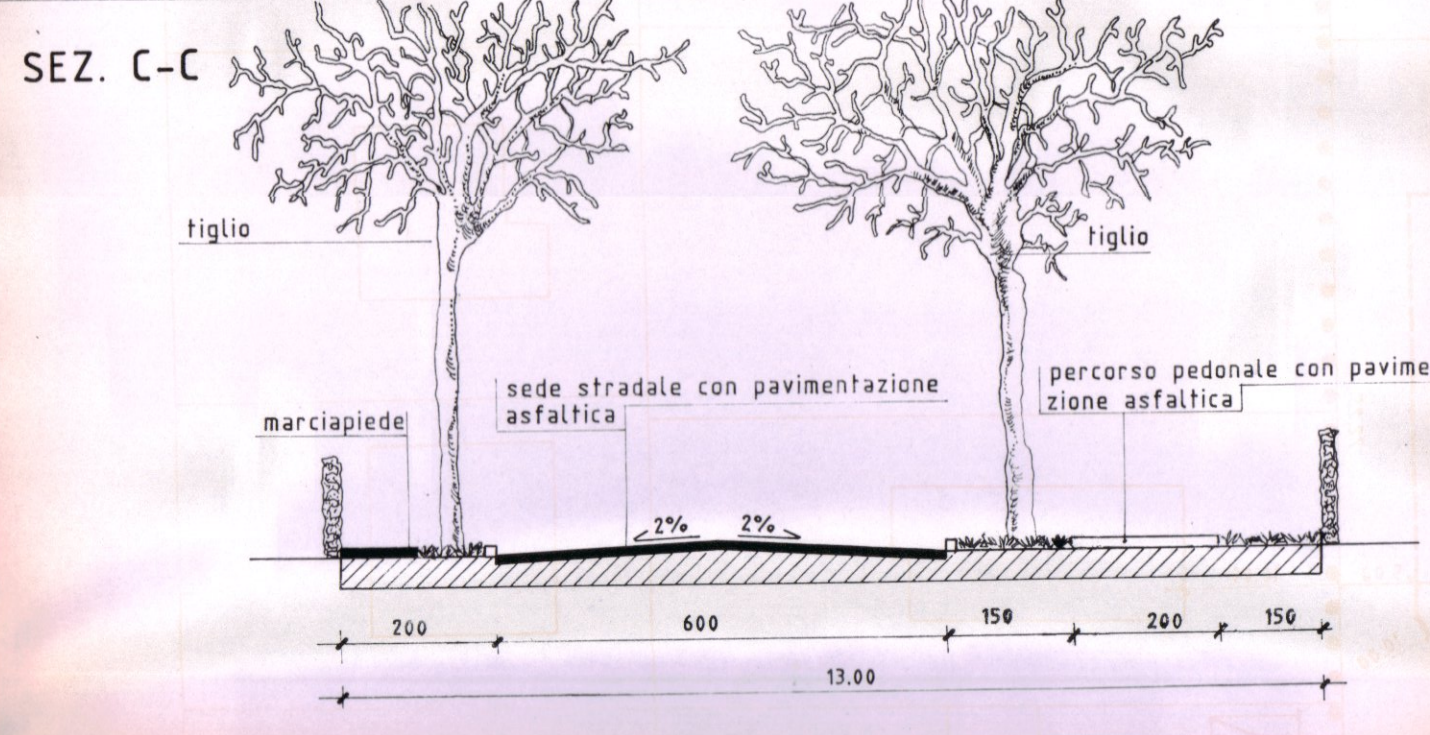 SEZ. C-C
tiglio
tiglio
sede stradale con pavimentazione
asfaltica
percorso pedonale con pavime
zione asfaltica
marciapiede
2%
2%
200
600
150
200
150
13.00